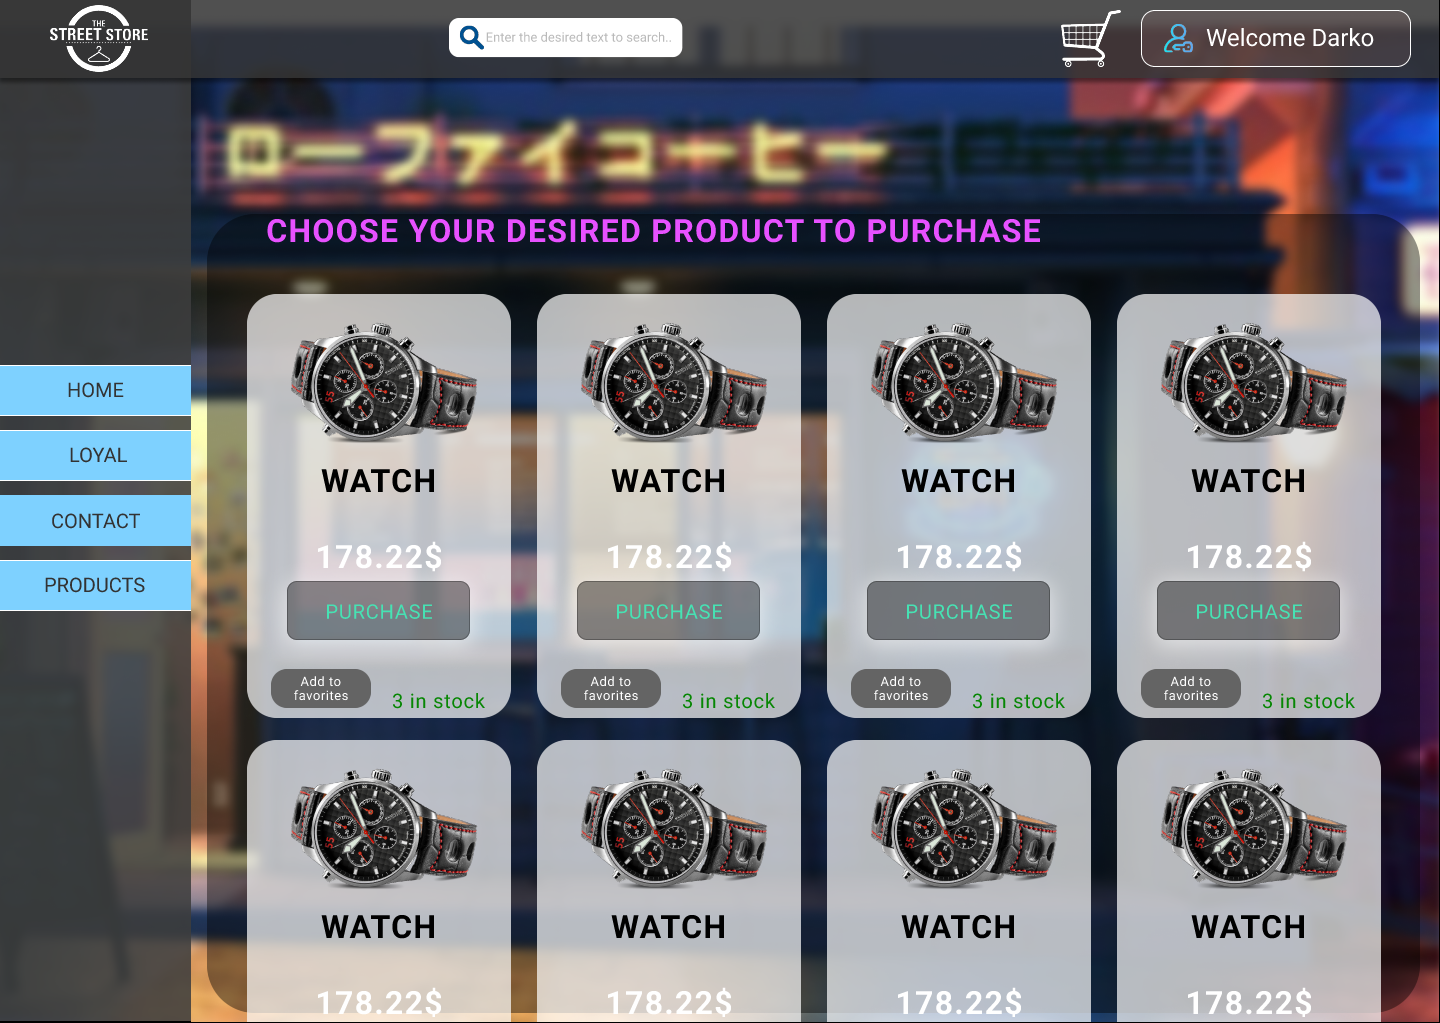 THE
STREET STORE
Enter the desired text to search..
Welcome Darko
ローファイコーヒー
CHOOSE YOUR DESIRED PRODUCT TO PURCHASE
HOME
LOYAL
CONTACT
PRODUCTS
WATCH WATCH WATCH WATCH
178.22$ 178.22$ 178.22$ 178.22$
PURCHASE PURCHASE PURCHASE PURCHASE
Add to Add to Add to Add to
favorites favorites favorites favorites
3 in stock 3 in stock 3 in stock 3 in stock
WATCH WATCH WATCH WATCH
178.22$ 178.22$ 178.22$ 178.22$